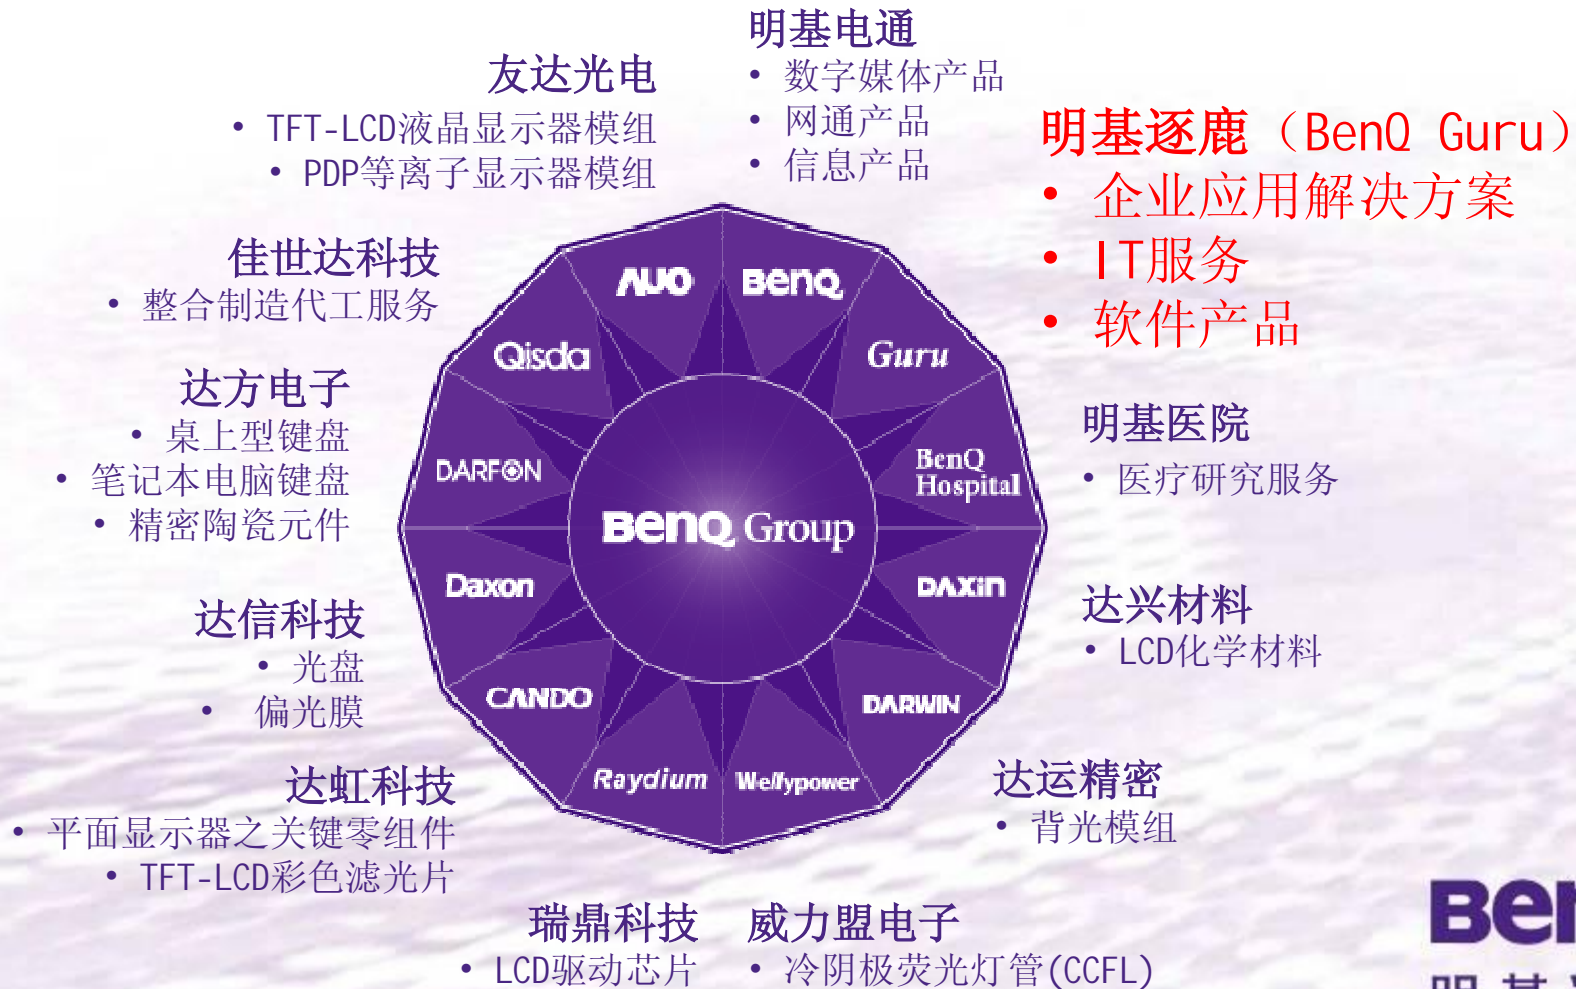 明基电通
• 数字媒体产品
• 网通产品
• 信息产品
友达光电
• TFT-LCD液晶显示器模组
• PDP等离子显示器模组
明基逐鹿（BenQ Guru）
• 企业应用解决方案
• IT服务
• 软件产品
佳世达科技
• 整合制造代工服务
达方电子
• 桌上型键盘
• 笔记本电脑键盘
• 精密陶瓷元件
明基医院
• 医疗研究服务
达信科技
• 光盘
• 偏光膜
达兴材料
• LCD化学材料
达虹科技
• 平面显示器之关键零组件
• TFT-LCD彩色滤光片
达运精密
• 背光模组
瑞鼎科技
• LCD驱动芯片
威力盟电子
• 冷阴极荧光灯管(CCFL)
AUO
BenQ
Qisda
Guru
DARFON
BenQ
Hospital
BenQ Group
Daxon
DAXIN
CANDO
DARWIN
Raydium
Wellypower
Ben
明基